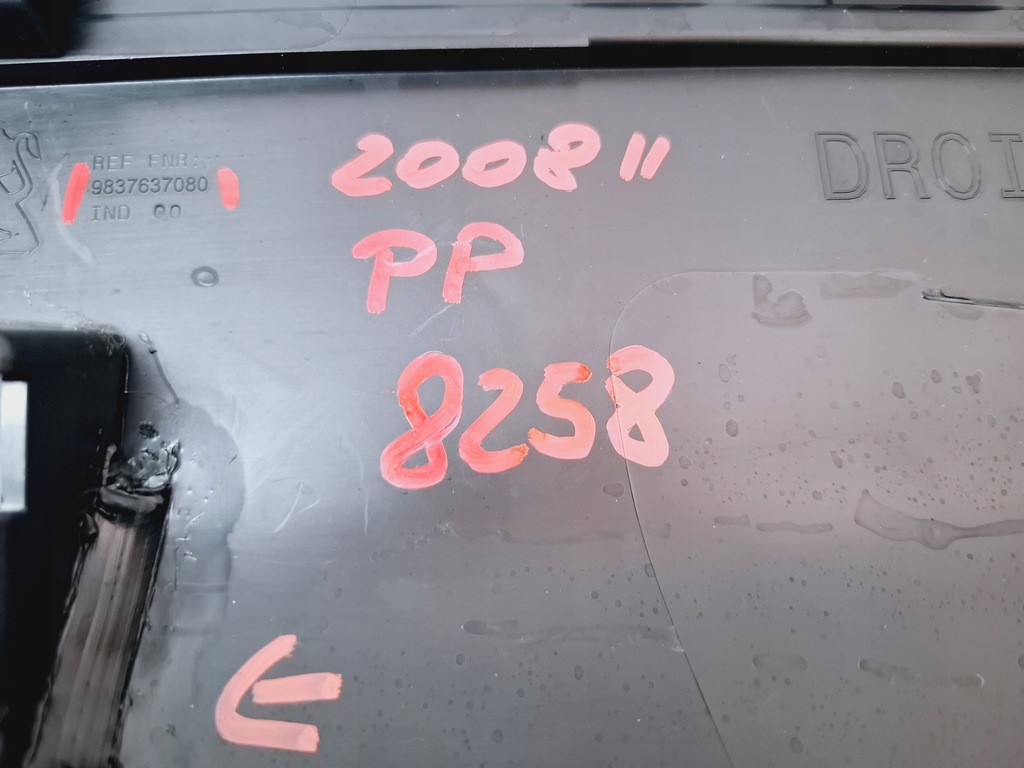 REF FNR:
9837637080
IND 00
2008 II
PP
8258
DROI